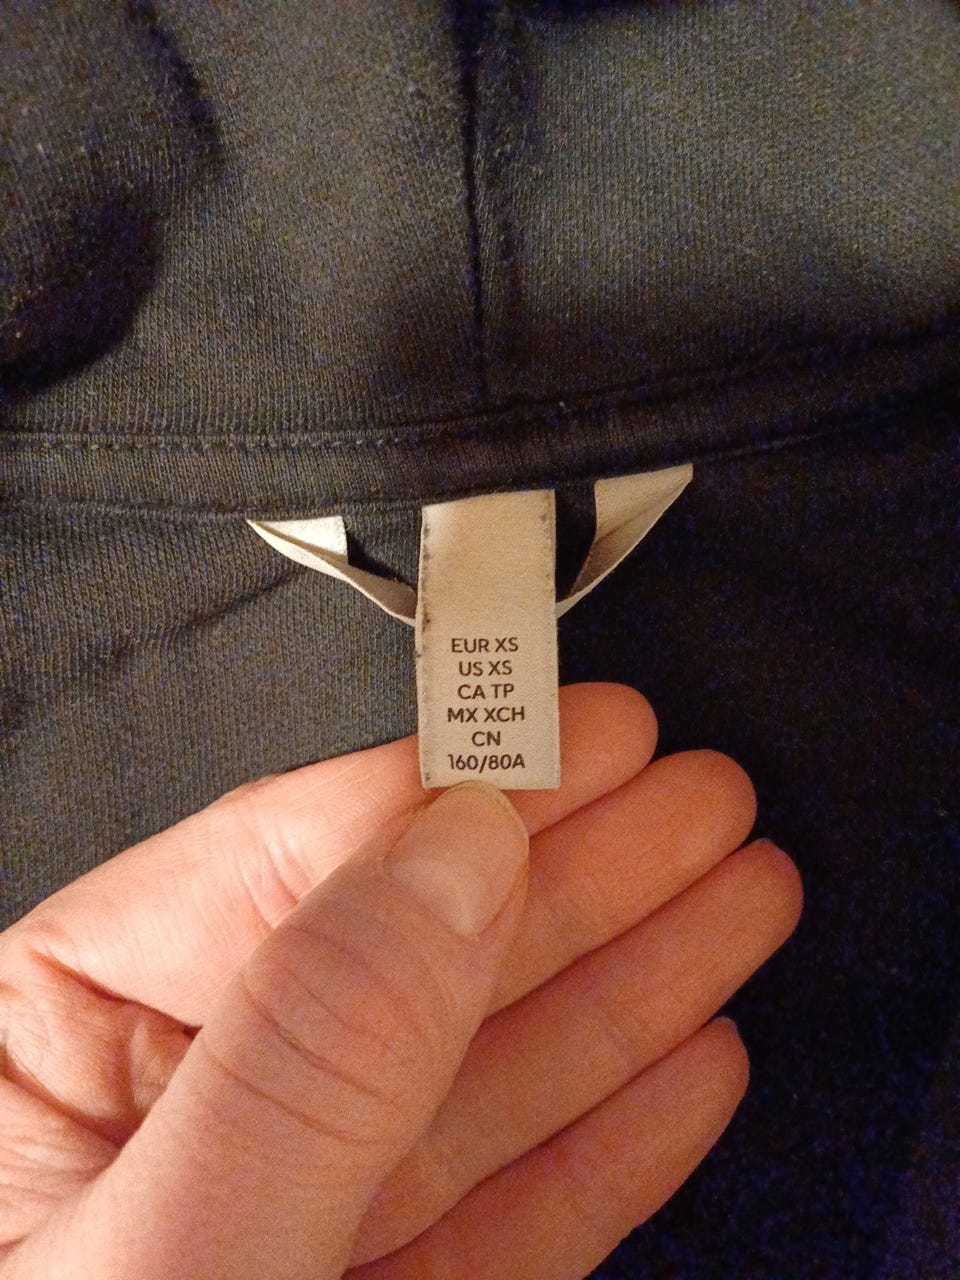 EUR XS
US XS
CA TP
MX XCH
CN
160/80A